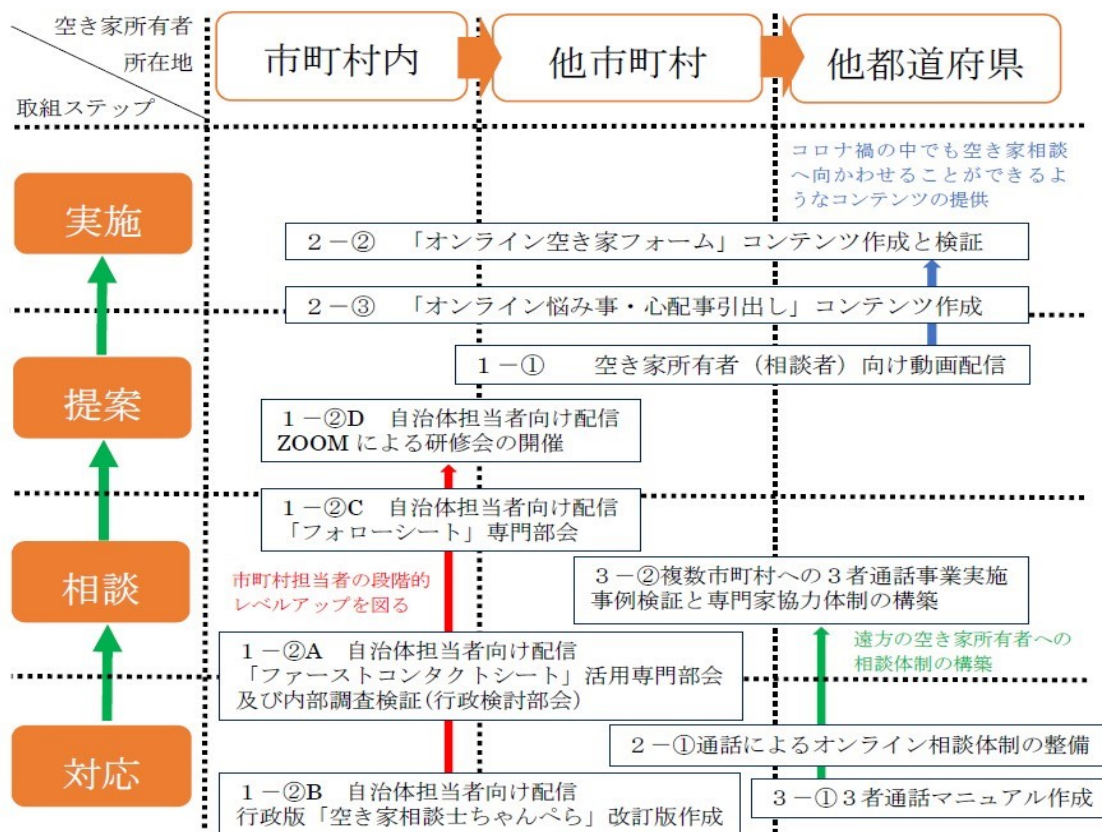 空き家所有者
所在地
取組ステップ
市町村内
他市町村
他都道府県
コロナ禍の中でも空き家相談
へ向かわせることができるよ
うなコンテンツの提供
実施
2－② 「オンライン空き家フォーム」コンテンツ作成と検証
2－③ 「オンライン悩み事・心配事引出し」コンテンツ作成
1－① 空き家所有者（相談者）向け動画配信
提案
1－②D 自治体担当者向け配信
ZOOMによる研修会の開催
1－②C 自治体担当者向け配信
「フォローシート」専門部会
相談
市町村担当者の段階的
レベルアップを図る
3－②複数市町村への3者通話事業実施
事例検証と専門家協力体制の構築
1－②A 自治体担当者向け配信
「ファーストコンタクトシート」活用専門部会
及び内部調査検証(行政検討部会)
遠方の空き家所有者への
相談体制の構築
対応
2－①通話によるオンライン相談体制の整備
1－②B 自治体担当者向け配信
行政版「空き家相談士ちゃんぺら」改訂版作成
3－①3者通話マニュアル作成